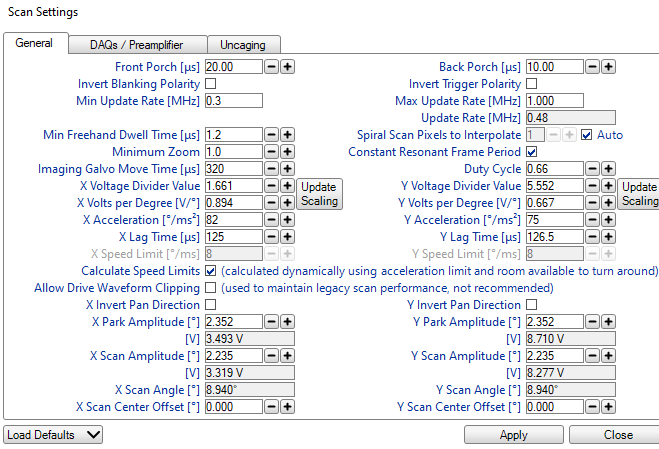 Scan Settings
General DAQs / Preamplifier Uncaging
Front Porch [µs] 20.00 Back Porch [µs] 10.00
Invert Blanking Polarity Invert Trigger Polarity
Min Update Rate [MHz] 0.3 Max Update Rate [MHz] 1.000
Update Rate [MHz] 0.48
Min Freehand Dwell Time [µs] 1.2 Spiral Scan Pixels to Interpolate 1 Auto
Minimum Zoom 1.0 Constant Resonant Frame Period
Imaging Galvo Move Time [µs] 320 Duty Cycle 0.66
X Voltage Divider Value 1.661 Update Scaling Y Voltage Divider Value 5.552 Update Scaling
X Volts per Degree [V/°] 0.894 Y Volts per Degree [V/°] 0.667
X Acceleration [°/ms²] 82 Y Acceleration [°/ms²] 75
X Lag Time [µs] 125 Y Lag Time [µs] 126.5
X Speed Limit [°/ms] 8 Y Speed Limit [°/ms] 8
Calculate Speed Limits (calculated dynamically using acceleration limit and room available to turn around)
Allow Drive Waveform Clipping (used to maintain legacy scan performance, not recommended)
X Invert Pan Direction Y Invert Pan Direction
X Park Amplitude [°] 2.352 Y Park Amplitude [°] 2.352
[V] 3.493 V [V] 8.710 V
X Scan Amplitude [°] 2.235 Y Scan Amplitude [°] 2.235
[V] 3.319 V [V] 8.277 V
X Scan Angle [°] 8.940° Y Scan Angle [°] 8.940°
X Scan Center Offset [°] 0.000 Y Scan Center Offset [°] 0.000
Load Defaults Apply Close